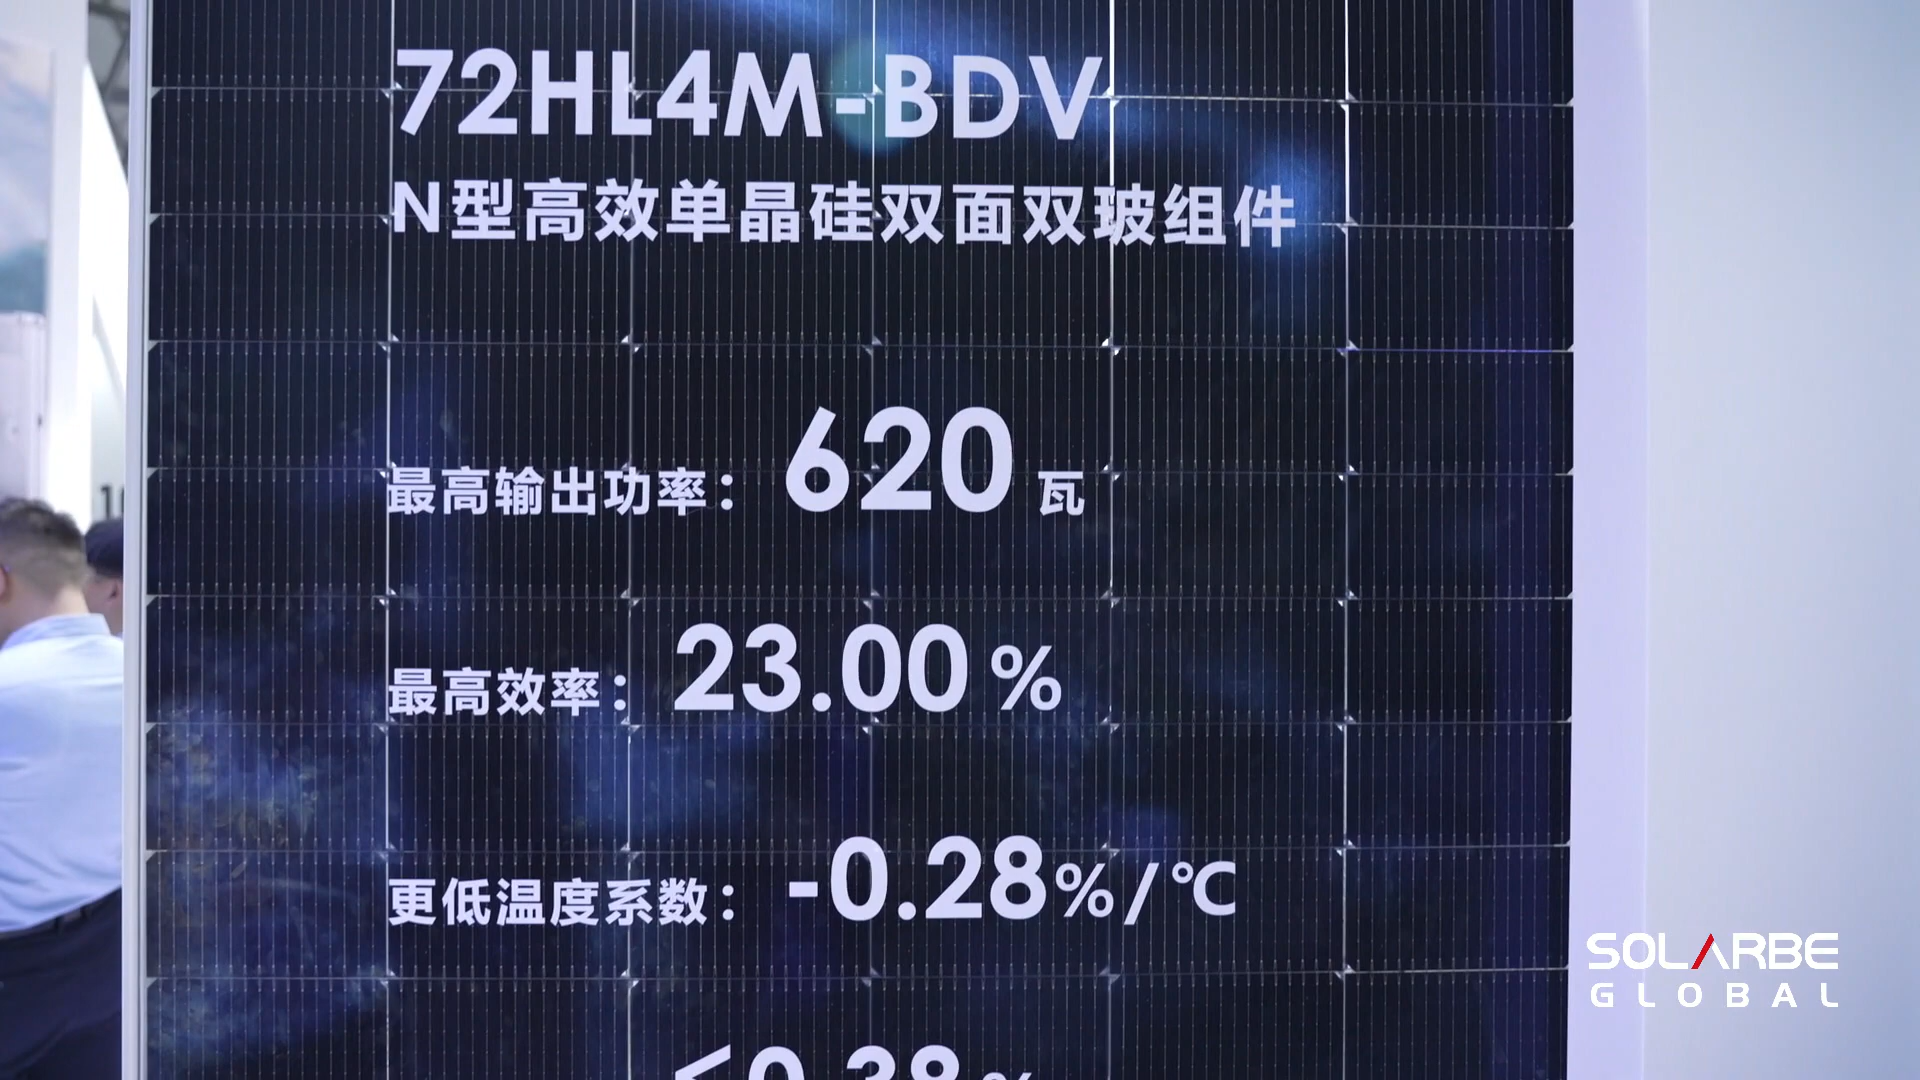 72HL4M-BDV
N型高效单晶硅双面双玻组件
最高输出功率： 620 瓦
最高效率： 23.00 %
更低温度系数： -0.28%/℃
SOLARBE
GLOBAL